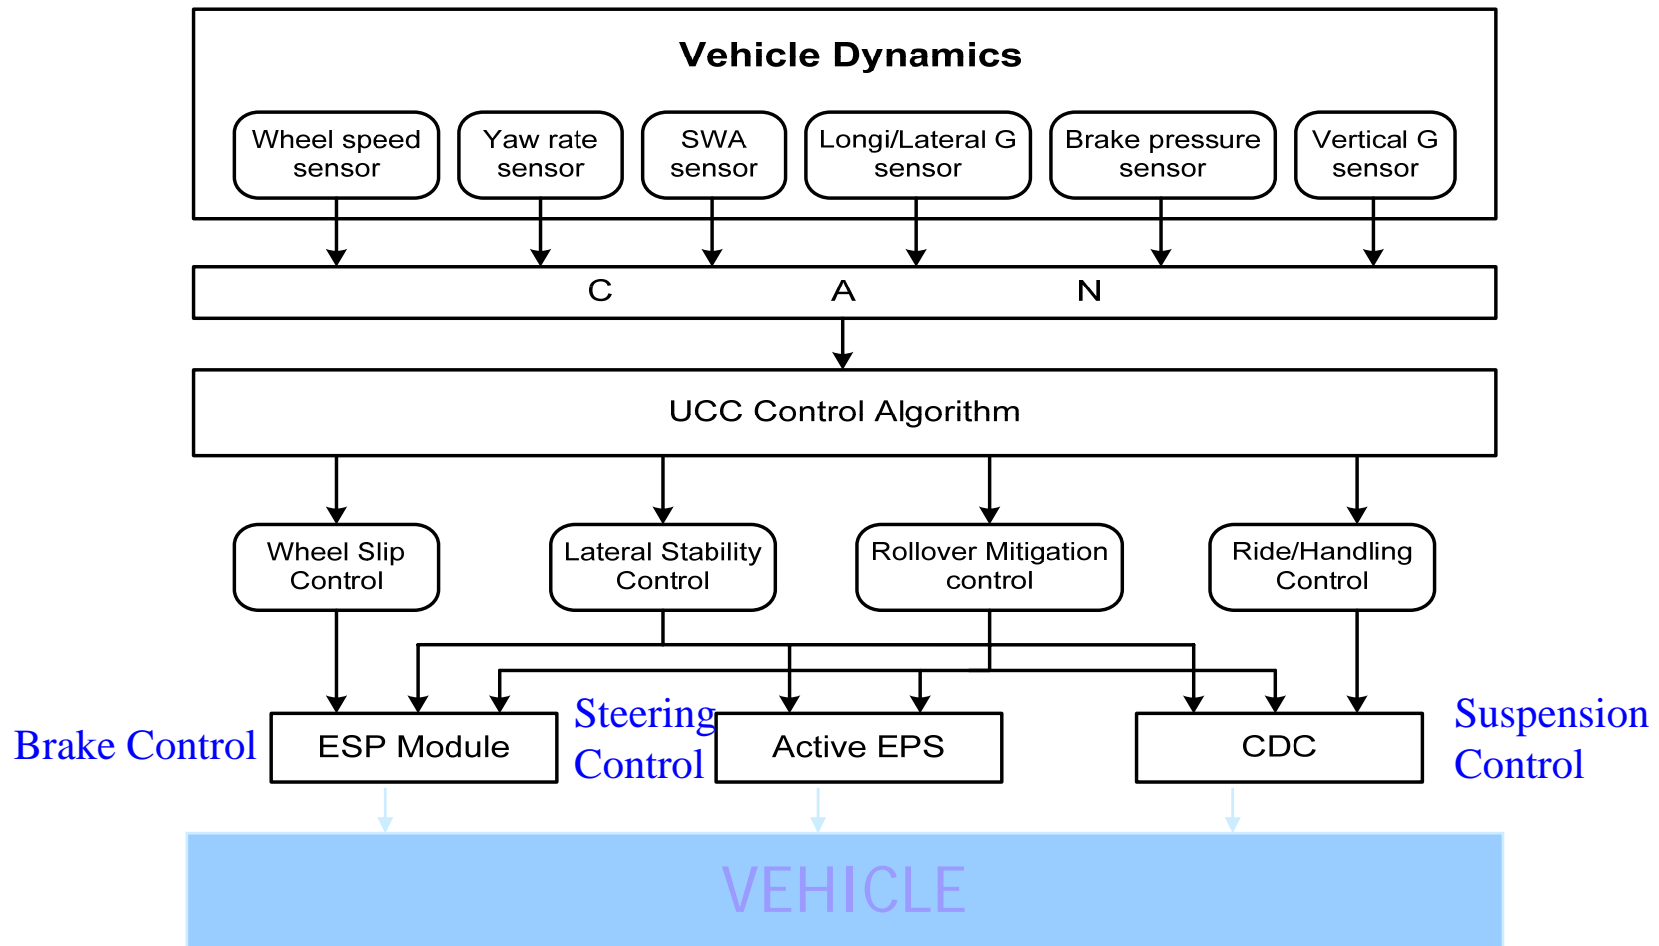 Vehicle Dynamics
Wheel speed
sensor
Yaw rate
sensor
SWA
sensor
Longi/Lateral G
sensor
Brake pressure
sensor
Vertical G
sensor
C A N
UCC Control Algorithm
Wheel Slip
Control
Lateral Stability
Control
Rollover Mitigation
control
Ride/Handling
Control
Brake Control
ESP Module
Steering
Control
Active EPS
CDC
Suspension
Control
VEHICLE